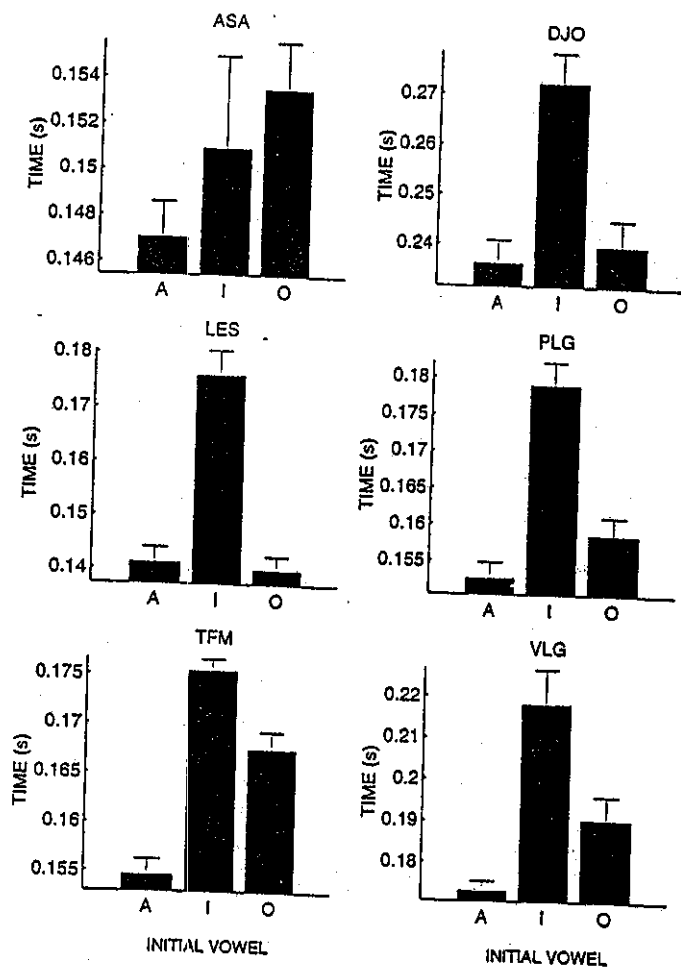 ASA
TIME (s)
0.154
0.152
0.15
0.148
0.146
A I O
DJO
TIME (s)
0.27
0.26
0.25
0.24
A I O
LES
TIME (s)
0.18
0.17
0.16
0.15
0.14
A I O
PLG
TIME (s)
0.18
0.175
0.17
0.165
0.16
0.155
A I O
TFM
TIME (s)
0.175
0.17
0.165
0.16
0.155
A I O
INITIAL VOWEL
VLG
TIME (s)
0.22
0.21
0.2
0.19
0.18
A I O
INITIAL VOWEL